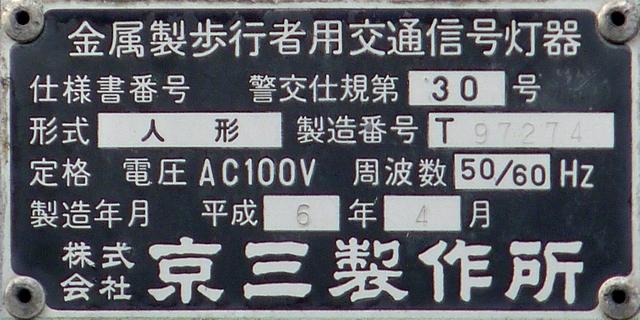 金属製歩行者用交通信号灯器
仕様書番号 警交仕規第 30 号
形式 人形 製造番号 T 97274
定格 電圧 AC100V 周波数 50/60 Hz
製造年月 平成 6 年 4 月
株式会社 京三製作所